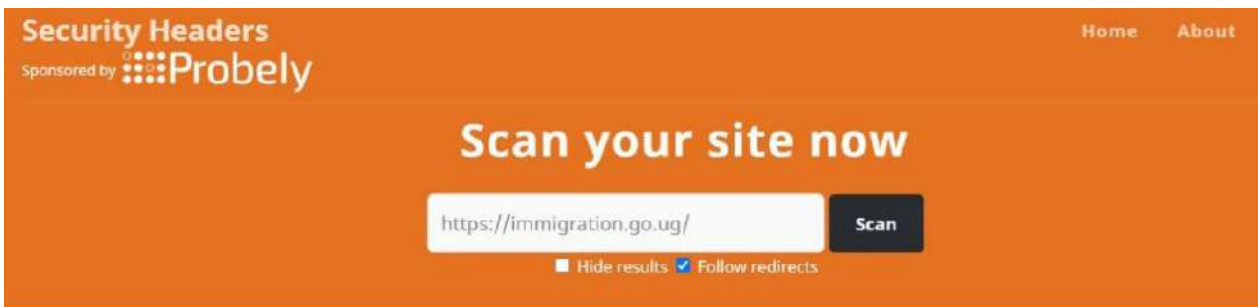 Security Headers
Home About
Sponsored by Probely
Scan your site now
https://immigration.go.ug/ Scan
Hide results Follow redirects